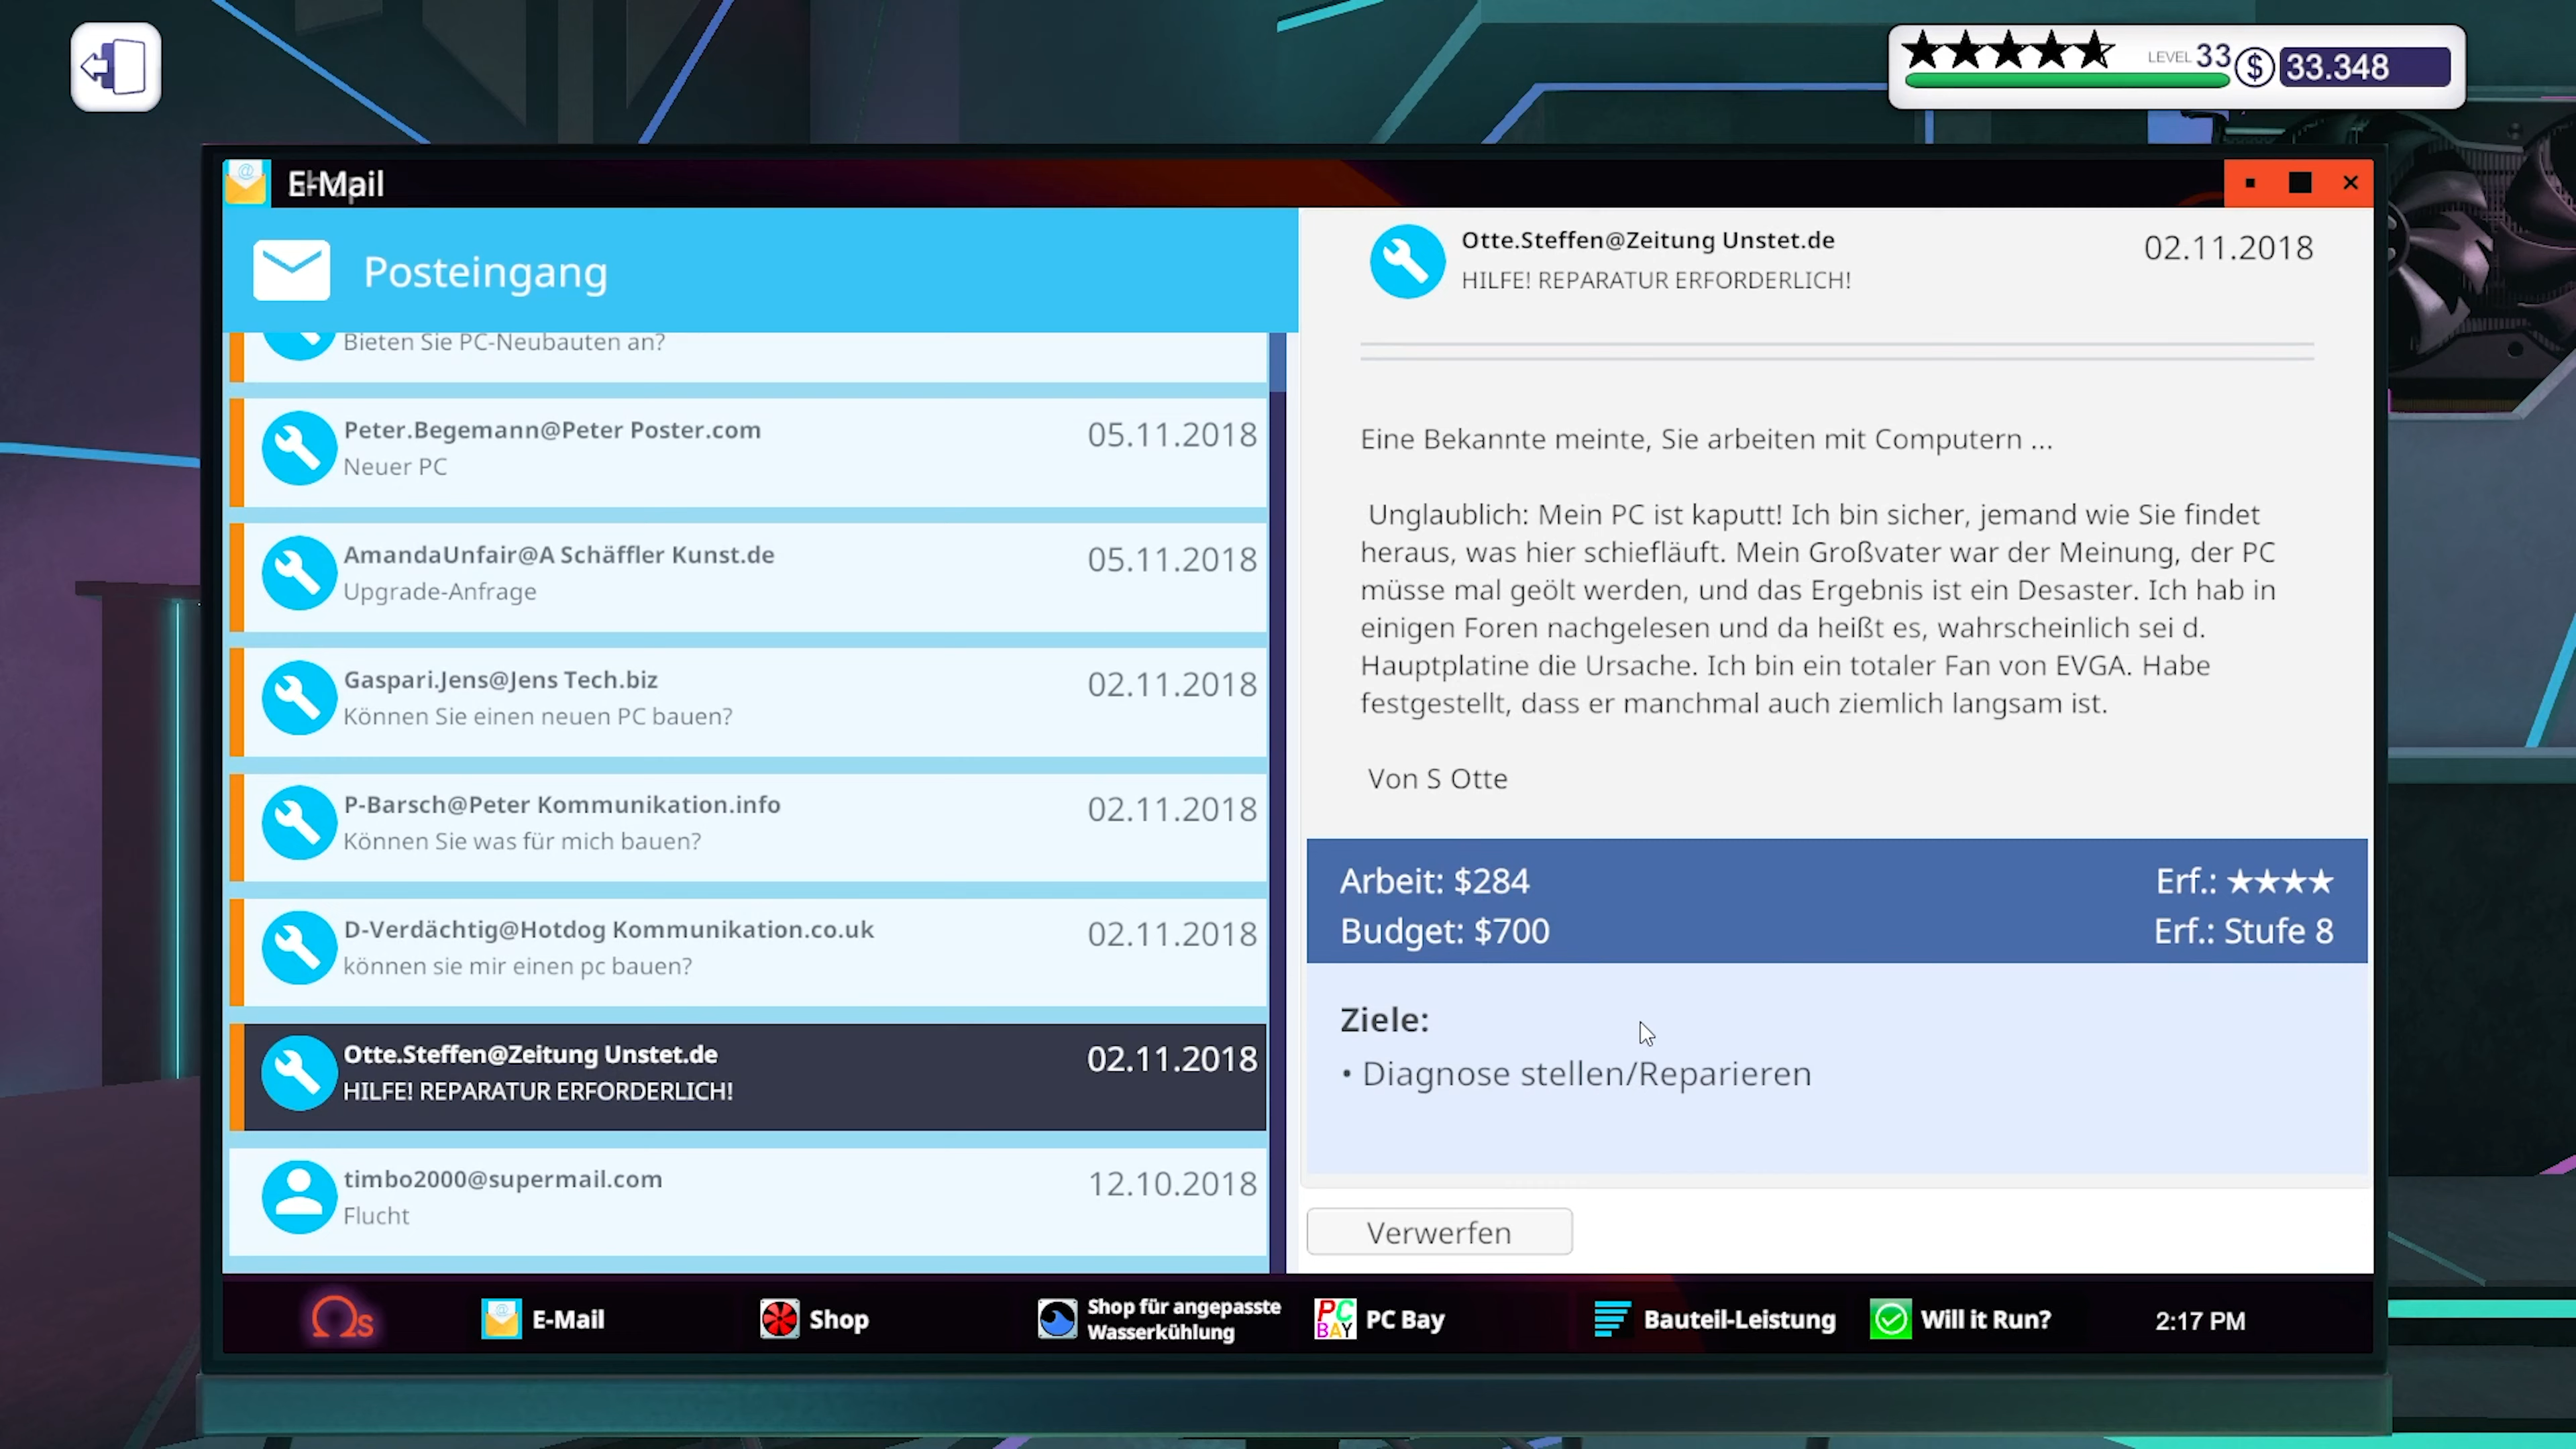 LEVEL 33 $ 33.348
E-Mail
Posteingang
Bieten Sie PC-Neubauten an?
Peter.Begemann@Peter Poster.com 05.11.2018
Neuer PC
AmandaUnfair@A Schäffler Kunst.de 05.11.2018
Upgrade-Anfrage
Gaspari.Jens@Jens Tech.biz 02.11.2018
Können Sie einen neuen PC bauen?
P-Barsch@Peter Kommunikation.info 02.11.2018
Können Sie was für mich bauen?
D-Verdächtig@Hotdog Kommunikation.co.uk 02.11.2018
können sie mir einen pc bauen?
Otte.Steffen@Zeitung Unstet.de 02.11.2018
HILFE! REPARATUR ERFORDERLICH!
timbo2000@supermail.com 12.10.2018
Flucht
Otte.Steffen@Zeitung Unstet.de 02.11.2018
HILFE! REPARATUR ERFORDERLICH!
Eine Bekannte meinte, Sie arbeiten mit Computern ...
Unglaublich: Mein PC ist kaputt! Ich bin sicher, jemand wie Sie findet
heraus, was hier schiefläuft. Mein Großvater war der Meinung, der PC
müsse mal geölt werden, und das Ergebnis ist ein Desaster. Ich hab in
einigen Foren nachgelesen und da heißt es, wahrscheinlich sei d.
Hauptplatine die Ursache. Ich bin ein totaler Fan von EVGA. Habe
festgestellt, dass er manchmal auch ziemlich langsam ist.
Von S Otte
Arbeit: $284 Erf.: ★★★★
Budget: $700 Erf.: Stufe 8
Ziele:
• Diagnose stellen/Reparieren
Verwerfen
Ωs E-Mail Shop Shop für angepasste
Wasserkühlung
PC
BAY PC Bay Bauteil-Leistung Will it Run? 2:17 PM